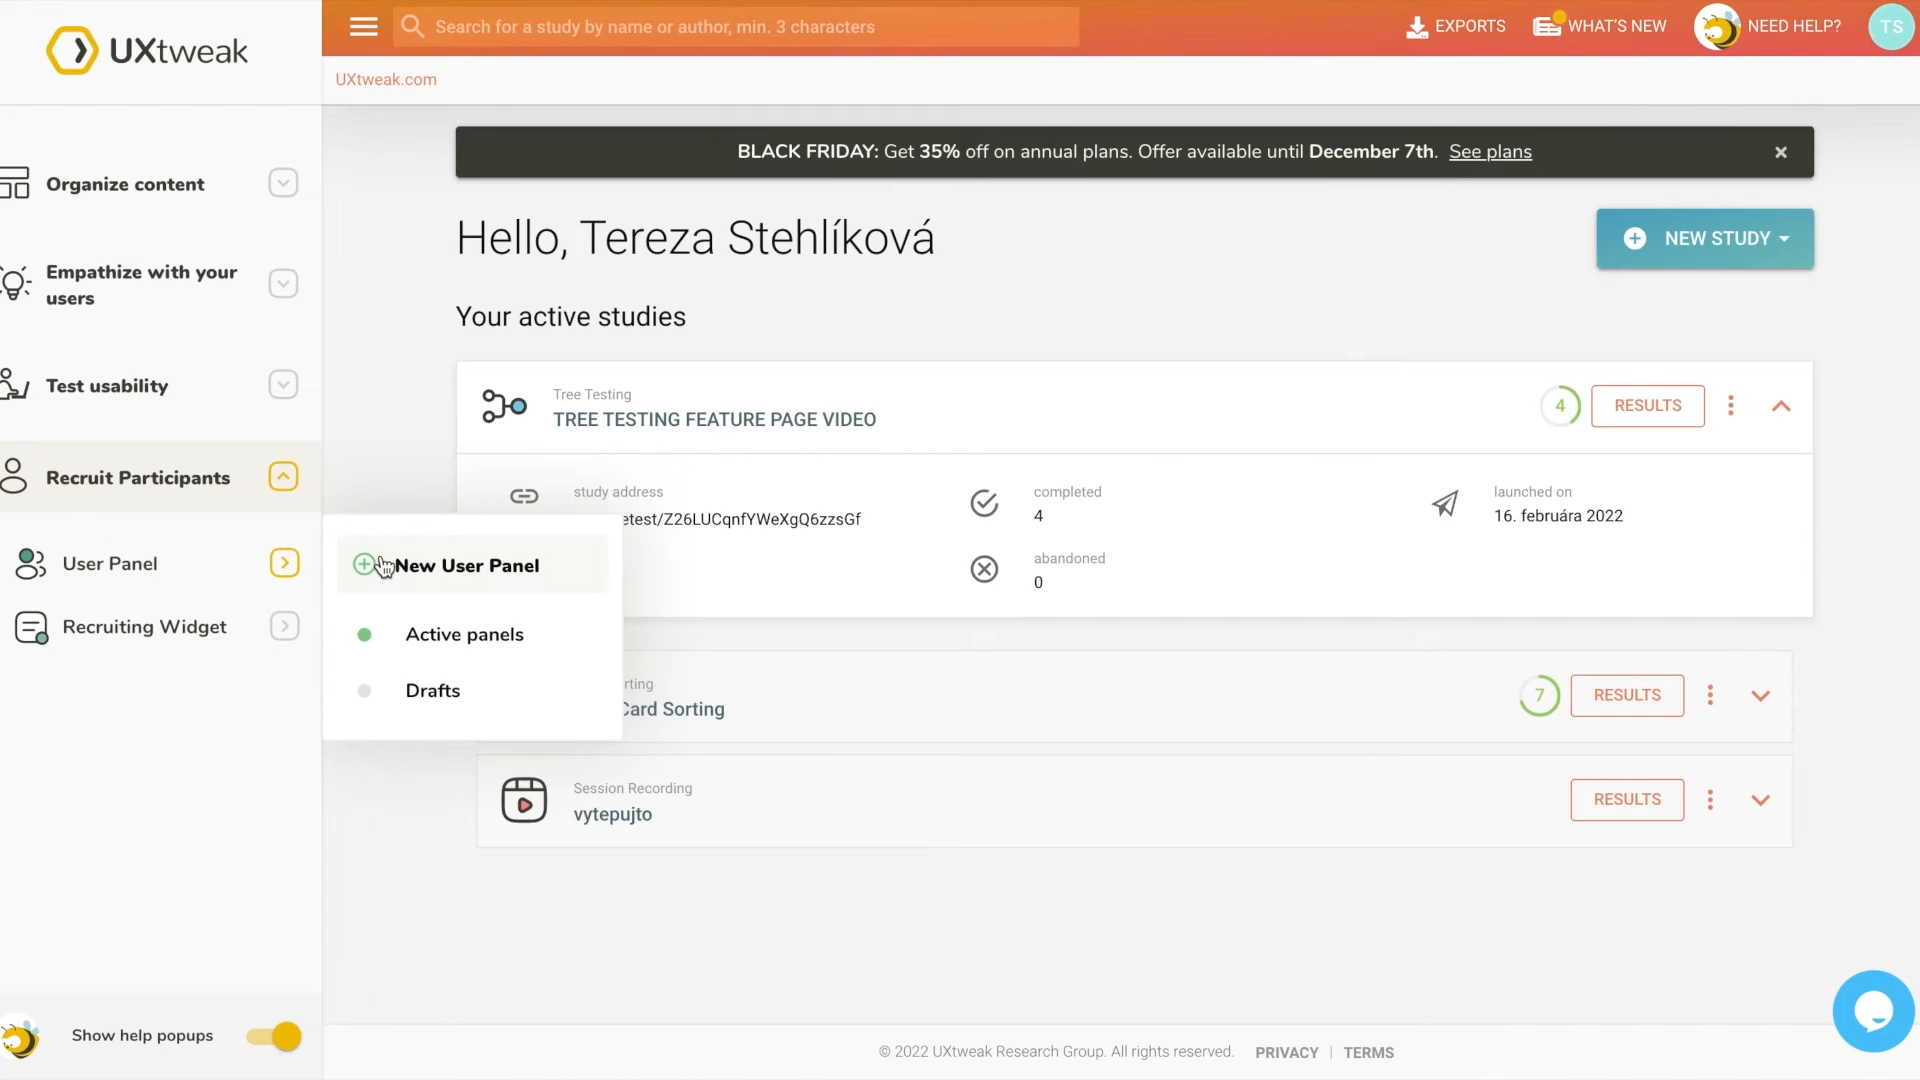 UXtweak
Search for a study by name or author, min. 3 characters
EXPORTS
WHAT'S NEW
NEED HELP?
TS
UXtweak.com
BLACK FRIDAY: Get 35% off on annual plans. Offer available until December 7th. See plans
Hello, Tereza Stehlíková
NEW STUDY
Your active studies
Organize content
Empathize with your
users
Test usability
Recruit Participants
User Panel
Recruiting Widget
New User Panel
Active panels
Drafts
Tree Testing
TREE TESTING FEATURE PAGE VIDEO
4
RESULTS
study address
etest/Z26LUCqnfYWeXgQ6zzsGf
completed
4
abandoned
0
launched on
16. februára 2022
rting
Card Sorting
7
RESULTS
Session Recording
vytepujto
RESULTS
Show help popups
© 2022 UXtweak Research Group. All rights reserved.
PRIVACY | TERMS